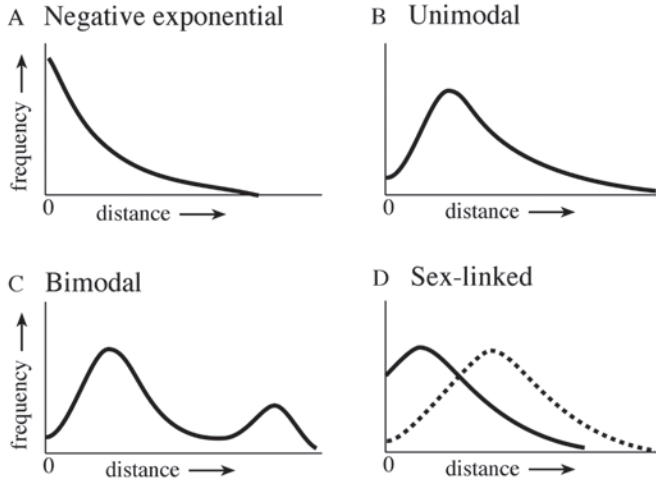 A Negative exponential
frequency
0
distance
B Unimodal
0
distance
C Bimodal
frequency
0
distance
D Sex-linked
0
distance